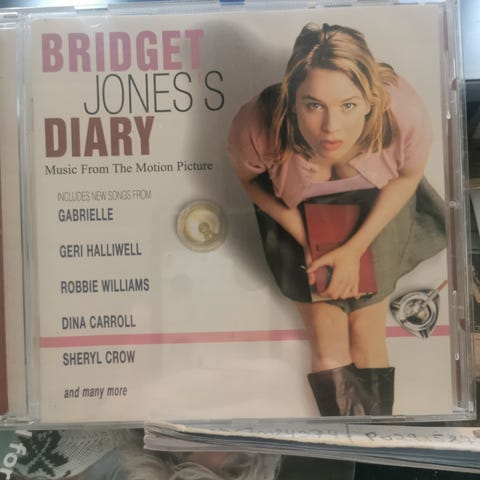 BRIDGET
JONES'S
DIARY
Music From The Motion Picture
INCLUDES NEW SONGS FROM
GABRIELLE
GERI HALLIWELL
ROBBIE WILLIAMS
DINA CARROLL
SHERYL CROW
and many more
for